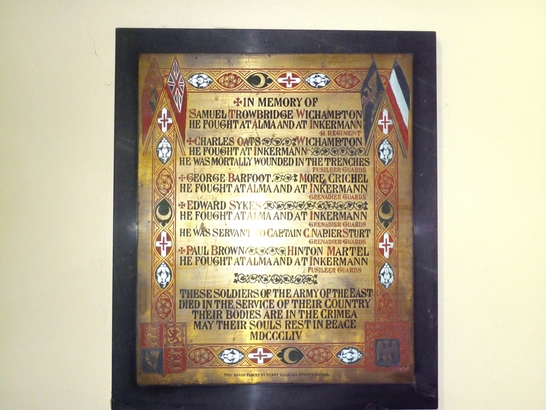 ✠IN MEMORY OF
SAMUEL TROWBRIDGE WICHAMPTON
HE FOUGHT AT ALMA AND AT INKERMANN
REGIMENT
✠CHARLES OATS WICHAMPTON
HE FOUGHT AT INKERMANN
HE WAS MORTALLY WOUNDED IN THE TRENCHES
FUSILEER GUARDS
✠GEORGE BARFOOT MORE CRICHEL
HE FOUGHT AT ALMA AND AT INKERMANN
GRENADIER GUARDS
✠EDWARD SYKES
HE FOUGHT AT ALMA AND AT INKERMANN
HE WAS SERVANT TO CAPTAIN C. NAPIER STURT
GRENADIER GUARDS
✠PAUL BROWN HINTON MARTEL
HE FOUGHT AT ALMA AND AT INKERMANN
FUSILEER GUARDS
THESE SOLDIERS OF THE ARMY OF THE EAST
DIED IN THE SERVICE OF THEIR COUNTRY
THEIR BODIES ARE IN THE CRIMEA
MAY THEIR SOULS REST IN PEACE
MDCCCLIV